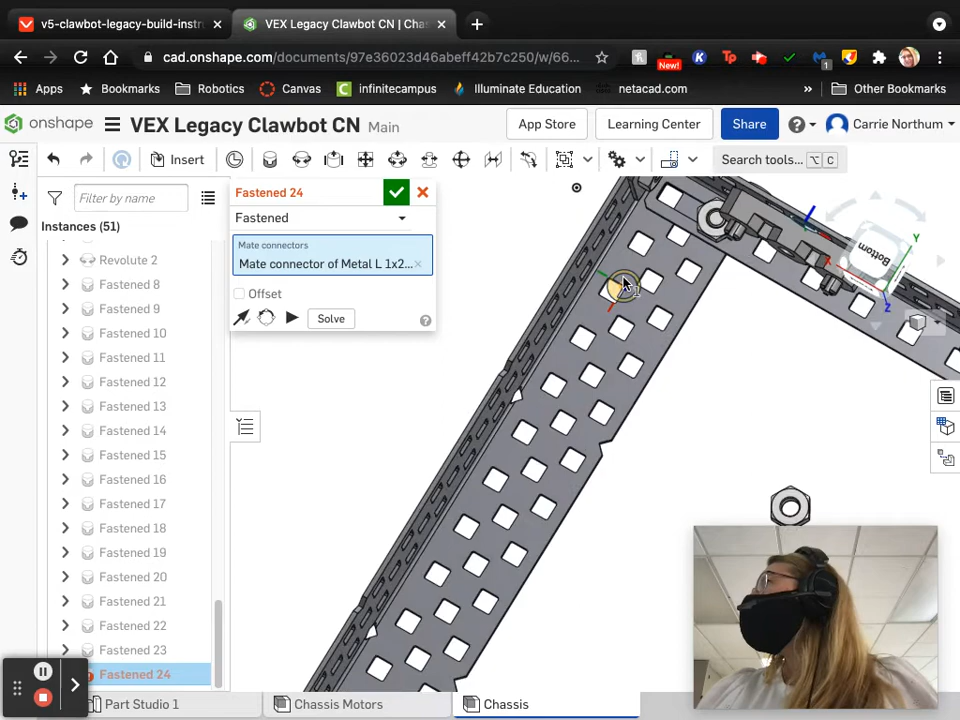 v5-clawbot-legacy-build-instru
VEX Legacy Clawbot CN | Chas
cad.onshape.com/documents/97e36023d46abeff42b7c250/w/66...
New!
Tp
1
Apps
Bookmarks
Robotics
Canvas
infinitecampus
Illuminate Education
netacad.com
»
Other Bookmarks
onshape
VEX Legacy Clawbot CN
Main
App Store
Learning Center
Share
Carrie Northum
Insert
Search tools...
⌥ C
Filter by name
Instances (51)
Revolute 2
Fastened 8
Fastened 9
Fastened 10
Fastened 11
Fastened 12
Fastened 13
Fastened 14
Fastened 15
Fastened 16
Fastened 17
Fastened 18
Fastened 19
Fastened 20
Fastened 21
Fastened 22
Fastened 23
Fastened 24
Fastened 24
Fastened
Mate connectors
Mate connector of Metal L 1x2...
Offset
Solve
Bottom
Y
X
Z
Part Studio 1
Chassis Motors
Chassis